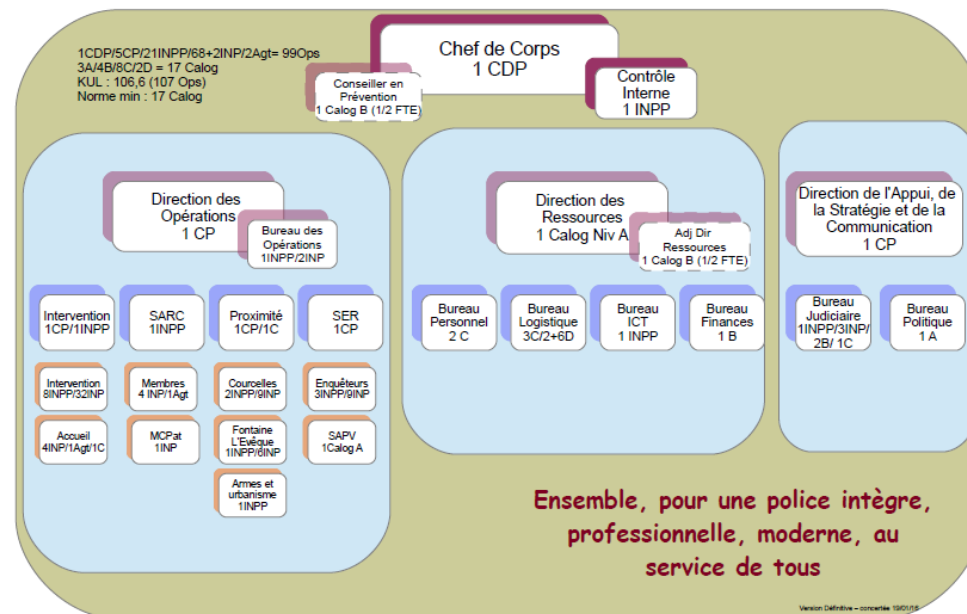 1CDP/5CP/21INPP/68+2INP/2Agt= 99Ops
3A/4B/8C/2D = 17 Calog
KUL : 106,6 (107 Ops)
Norme min : 17 Calog
Chef de Corps
1 CDP
Conseiller en
Prévention
1 Calog B (1/2 FTE)
Contrôle
Interne
1 INPP
Direction des
Opérations
1 CP
Bureau des
Opérations
1INPP/2INP
Intervention
1CP/1INPP
SARC
1INPP
Proximité
1CP/1C
SER
1CP
Intervention
8INPP/32INP
Membres
4 INP/1Agt
Courcelles
2INPP/9INP
Enquêteurs
3INPP/9INP
Accueil
4INP/1Agt/1C
MCPat
1INP
Fontaine
L'Evêque
1INPP/6INP
SAPV
1Calog A
Armes et
urbanisme
1INPP
Direction des
Ressources
1 Calog Niv A
Adj Dir
Ressources
1 Calog B (1/2 FTE)
Bureau
Personnel
2 C
Bureau
Logistique
3C/2+6D
Bureau
ICT
1 INPP
Bureau
Finances
1 B
Direction de l'Appui, de
la Stratégie et de la
Communication
1 CP
Bureau
Judiciaire
1INPP/3INP/
2B/ 1C
Bureau
Politique
1 A
Ensemble, pour une police intègre,
professionnelle, moderne, au
service de tous
Version Définitive – concertée 19/01/16